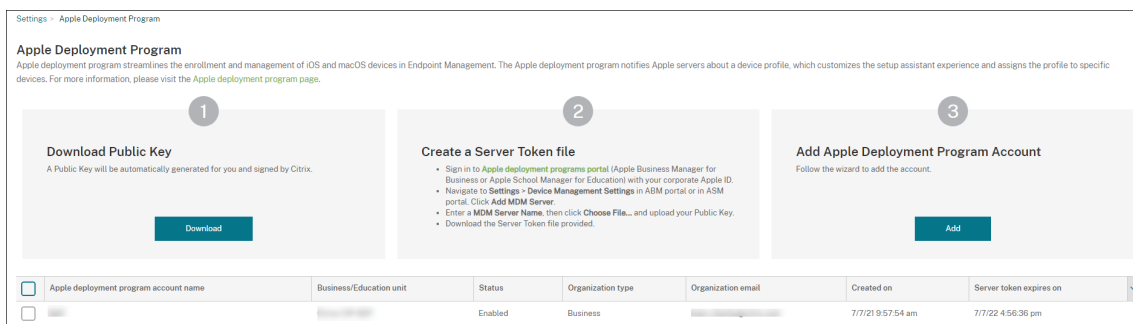 Settings > Apple Deployment Program
Apple Deployment Program
Apple deployment program streamlines the enrollment and management of iOS and macOS devices in Endpoint Management. The Apple deployment program notifies Apple servers about a device profile, which customizes the setup assistant experience and assigns the profile to specific
devices. For more information, please visit the Apple deployment program page.
1
Download Public Key
A Public Key will be automatically generated for you and signed by Citrix.
Download
2
Create a Server Token file
• Sign in to Apple deployment programs portal (Apple Business Manager for
Business or Apple School Manager for Education) with your corporate Apple ID.
• Navigate to Settings > Device Management Settings in ABM portal or in ASM
portal. Click Add MDM Server.
• Enter a MDM Server Name, then click Choose File... and upload your Public Key.
• Download the Server Token file provided.
3
Add Apple Deployment Program Account
Follow the wizard to add the account.
Add
Apple deployment program account name Business/Education unit Status Organization type Organization email Created on Server token expires on
Enabled Business 7/7/21 9:57:54 am 7/7/22 4:56:36 pm